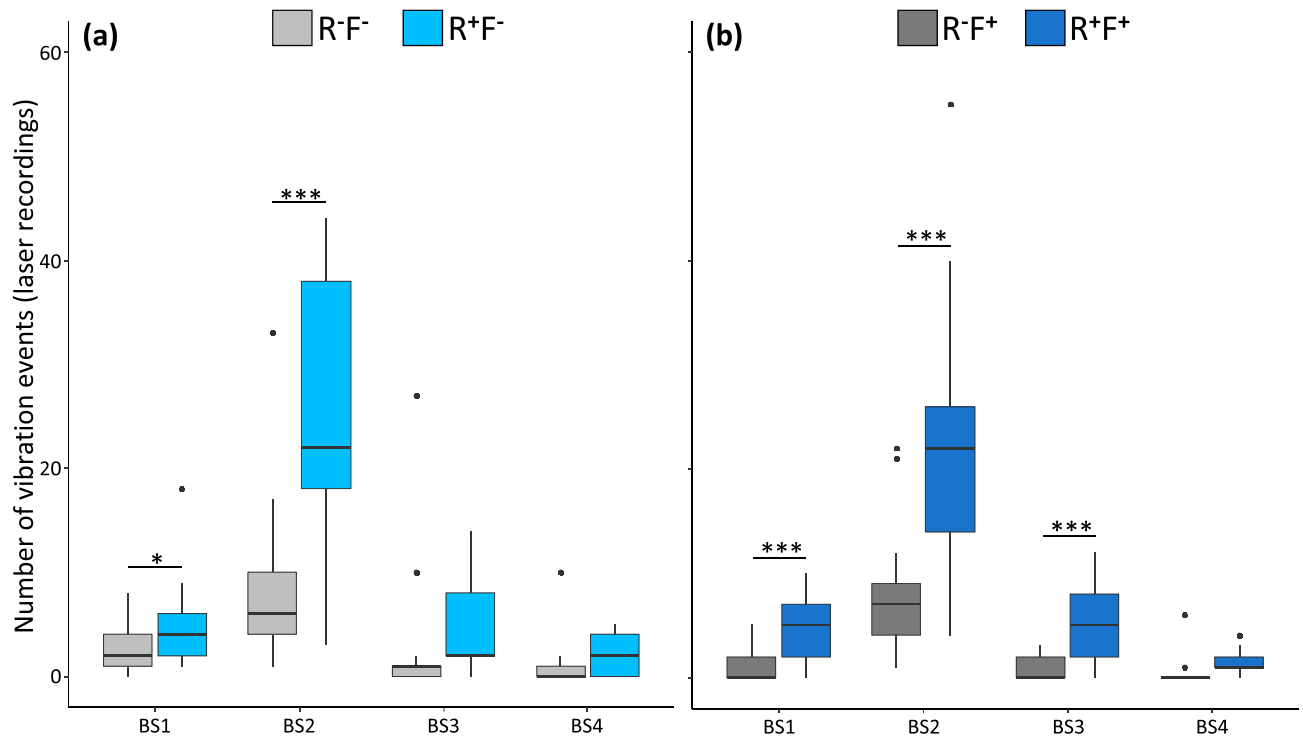 (a) R⁻F⁻ R⁺F⁻
(b) R⁻F⁺ R⁺F⁺
Number of vibration events (laser recordings)
60
40
20
0
*
***
***
***
***
BS1 BS2 BS3 BS4
BS1 BS2 BS3 BS4